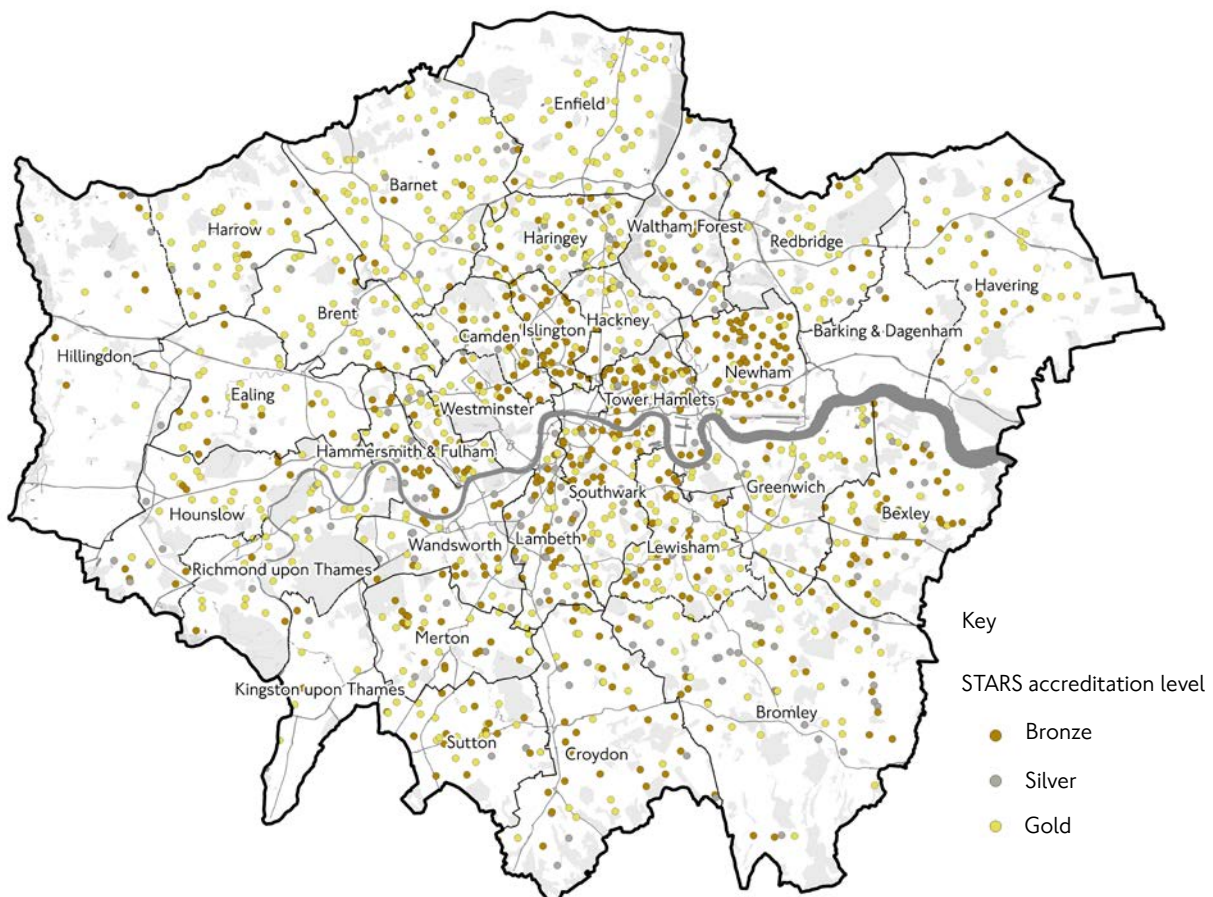 Enfield
Barnet
Harrow
Haringey
Waltham Forest
Redbridge
Havering
Brent
Hackney
Camden
Islington
Barking & Dagenham
Hillingdon
Newham
Ealing
Westminster
Tower Hamlets
Hammersmith & Fulham
Southwark
Greenwich
Hounslow
Bexley
Wandsworth
Lambeth
Lewisham
Richmond upon Thames
Merton
Kingston upon Thames
Bromley
Sutton
Croydon
Key
STARS accreditation level
Bronze
Silver
Gold